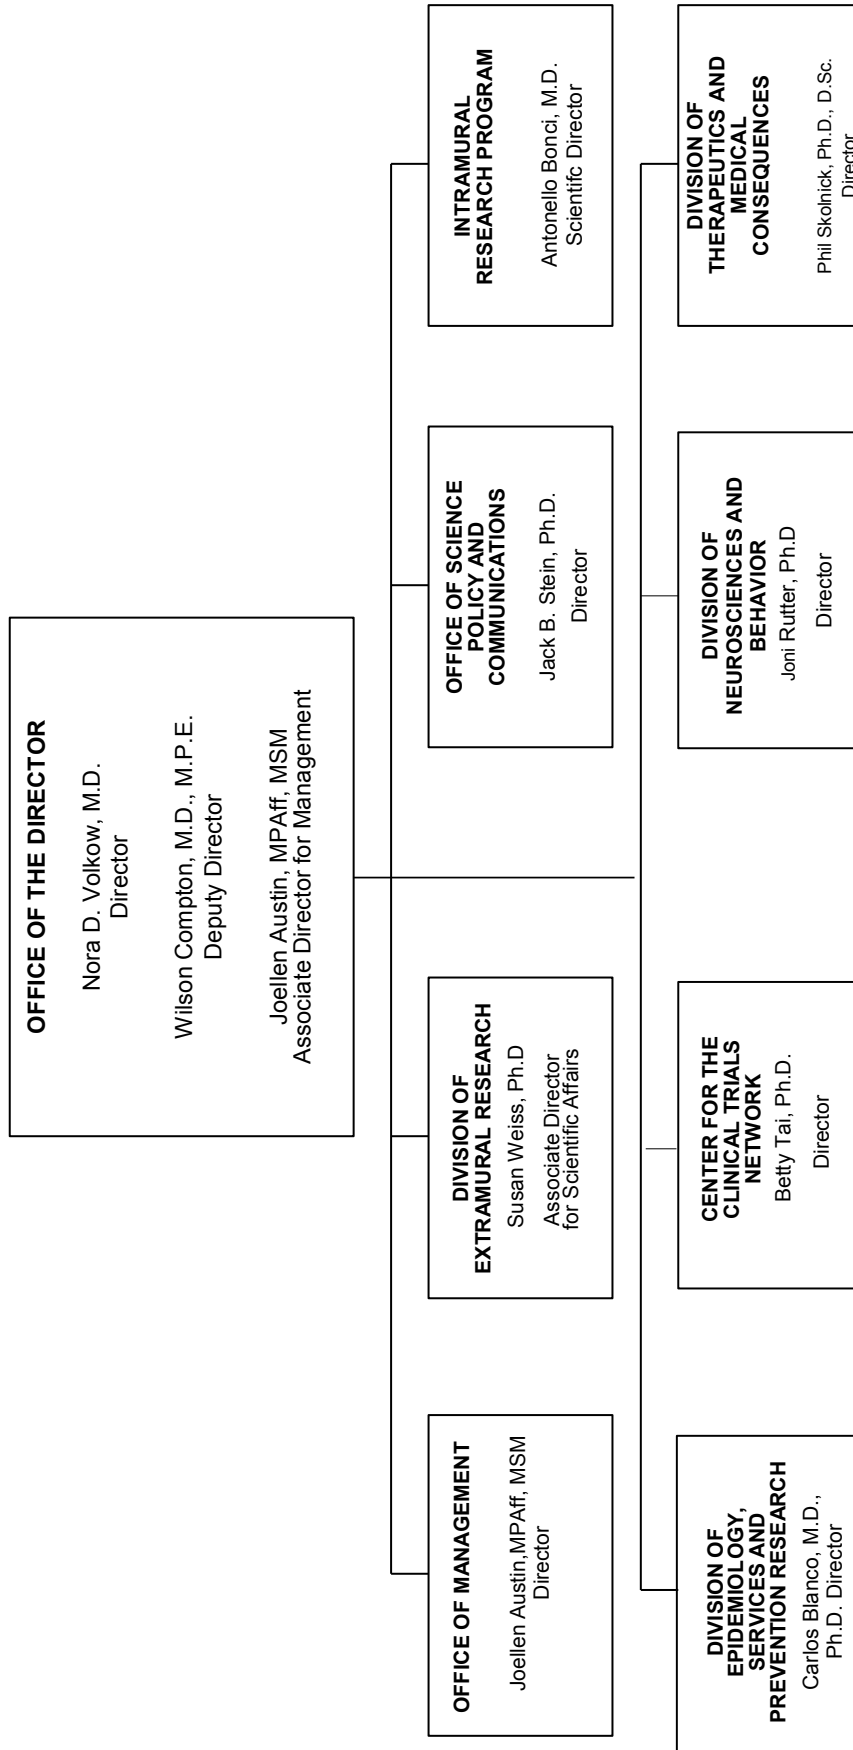 OFFICE OF THE DIRECTOR
Nora D. Volkow, M.D.
Director
Wilson Compton, M.D., M.P.E.
Deputy Director
Joellen Austin, MPAff, MSM
Associate Director for Management
OFFICE OF MANAGEMENT
Joellen Austin,MPAff, MSM
Director
DIVISION OF
EXTRAMURAL RESEARCH
Susan Weiss, Ph.D
Associate Director
for Scientific Affairs
OFFICE OF SCIENCE
POLICY AND
COMMUNICATIONS
Jack B. Stein, Ph.D.
Director
INTRAMURAL
RESEARCH PROGRAM
Antonello Bonci, M.D.
Scientifc Director
DIVISION OF
EPIDEMIOLOGY,
SERVICES AND
PREVENTION RESEARCH
Carlos Blanco, M.D.,
Ph.D. Director
CENTER FOR THE
CLINICAL TRIALS
NETWORK
Betty Tai, Ph.D.
Director
DIVISION OF
NEUROSCIENCES AND
BEHAVIOR
Joni Rutter, Ph.D
Director
DIVISION OF
THERAPEUTICS AND
MEDICAL
CONSEQUENCES
Phil Skolnick, Ph.D., D.Sc.
Director